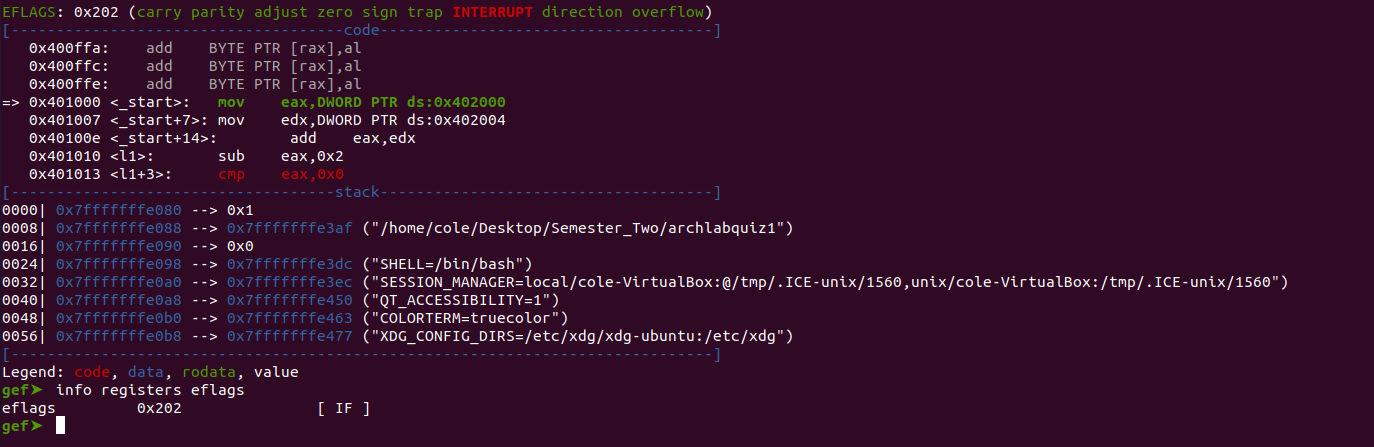 EFLAGS: 0x202 (carry parity adjust zero sign trap INTERRUPT direction overflow)
[-------------------------------------code-------------------------------------]
   0x400ffa:    add    BYTE PTR [rax],al
   0x400ffc:    add    BYTE PTR [rax],al
   0x400ffe:    add    BYTE PTR [rax],al
=> 0x401000 <_start>:   mov    eax,DWORD PTR ds:0x402000
   0x401007 <_start+7>: mov    edx,DWORD PTR ds:0x402004
   0x40100e <_start+14>:        add    eax,edx
   0x401010 <l1>:       sub    eax,0x2
   0x401013 <l1+3>:     cmp    eax,0x0
[------------------------------------stack-------------------------------------]
0000| 0x7fffffffe080 --> 0x1
0008| 0x7fffffffe088 --> 0x7fffffffe3af ("/home/cole/Desktop/Semester_Two/archlabquiz1")
0016| 0x7fffffffe090 --> 0x0
0024| 0x7fffffffe098 --> 0x7fffffffe3dc ("SHELL=/bin/bash")
0032| 0x7fffffffe0a0 --> 0x7fffffffe3ec ("SESSION_MANAGER=local/cole-VirtualBox:@/tmp/.ICE-unix/1560,unix/cole-VirtualBox:/tmp/.ICE-unix/1560")
0040| 0x7fffffffe0a8 --> 0x7fffffffe450 ("QT_ACCESSIBILITY=1")
0048| 0x7fffffffe0b0 --> 0x7fffffffe463 ("COLORTERM=truecolor")
0056| 0x7fffffffe0b8 --> 0x7fffffffe477 ("XDG_CONFIG_DIRS=/etc/xdg/xdg-ubuntu:/etc/xdg")
[------------------------------------------------------------------------------]
Legend: code, data, rodata, value
gef➤  info registers eflags
eflags         0x202               [ IF ]
gef➤